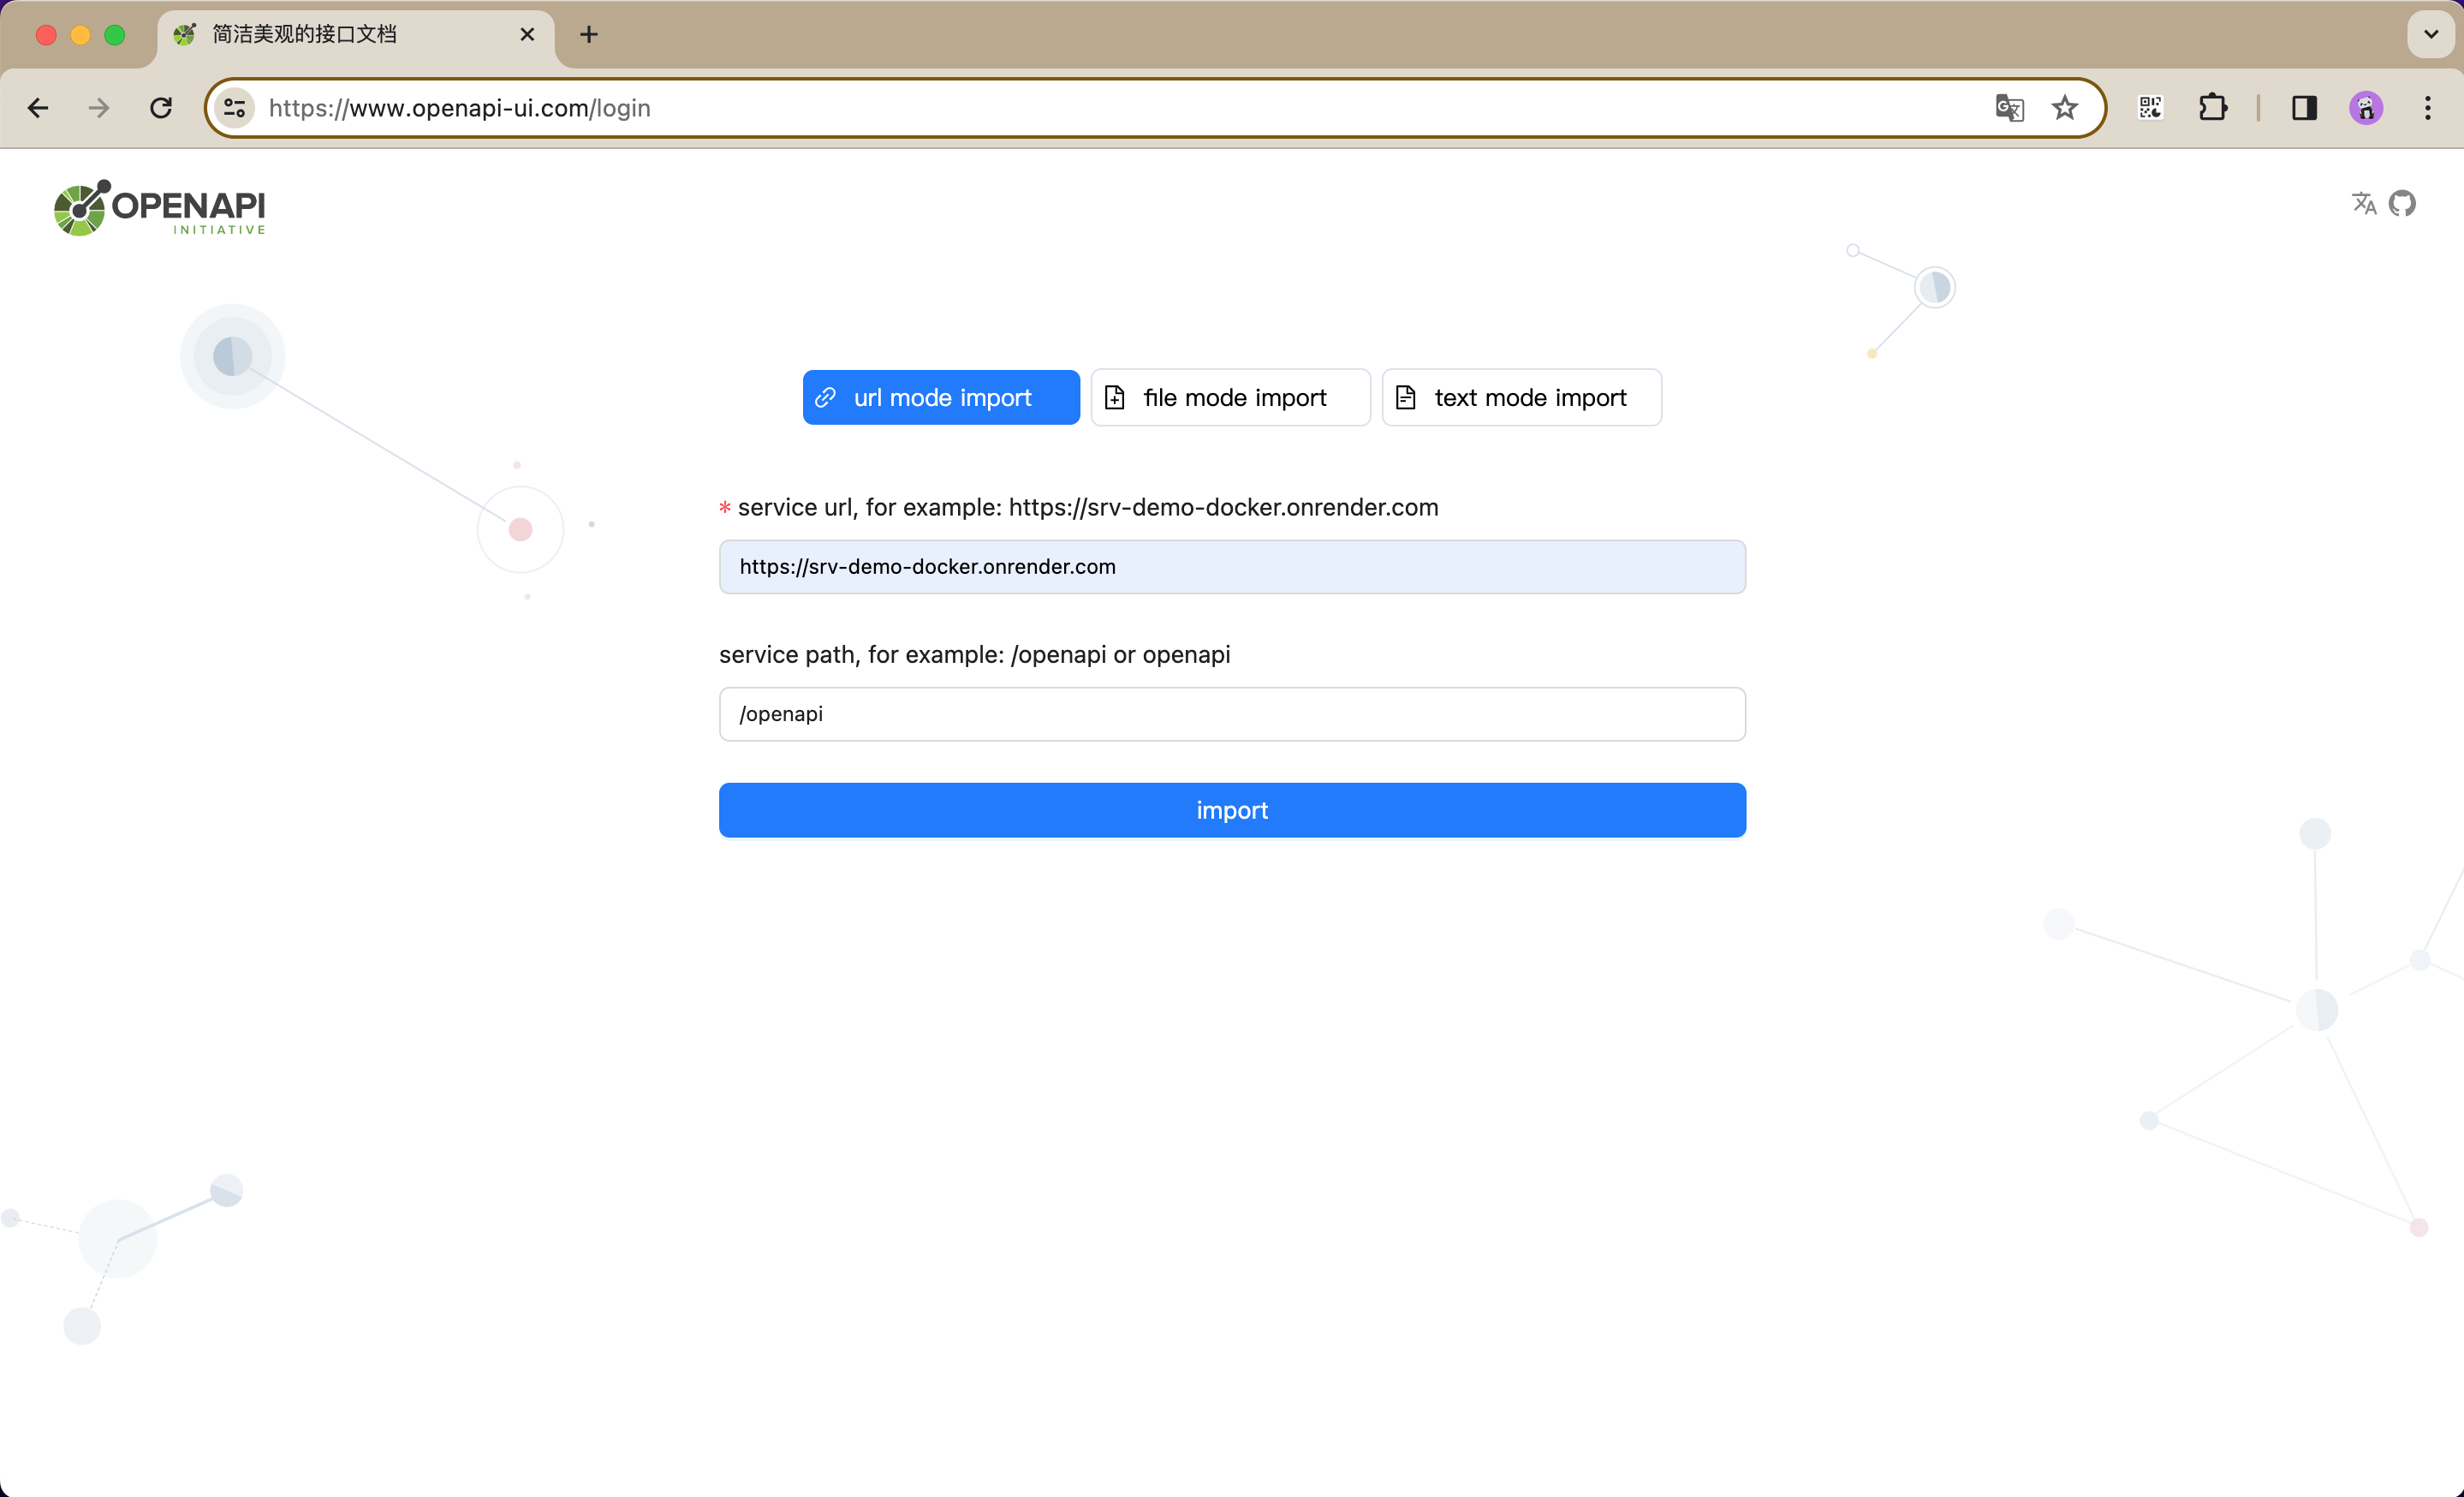 简洁美观的接口文档
https://www.openapi-ui.com/login
OPENAPI
INITIATIVE
url mode import
file mode import
text mode import
* service url, for example: https://srv-demo-docker.onrender.com
https://srv-demo-docker.onrender.com
service path, for example: /openapi or openapi
/openapi
import